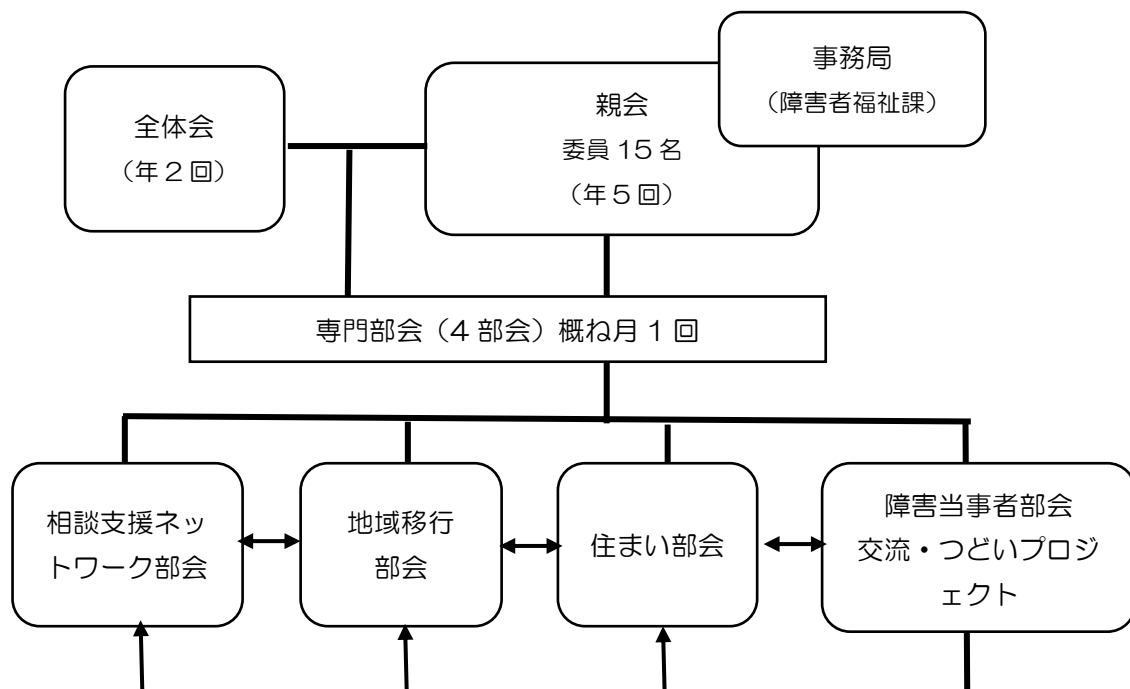 事務局
（障害者福祉課）
全体会
（年２回）
親会
委員 15 名
（年５回）
専門部会（４部会）概ね月１回
相談支援ネッ
トワーク部会
地域移行
部会
住まい部会
障害当事者部会
交流・つどいプロジ
ェクト